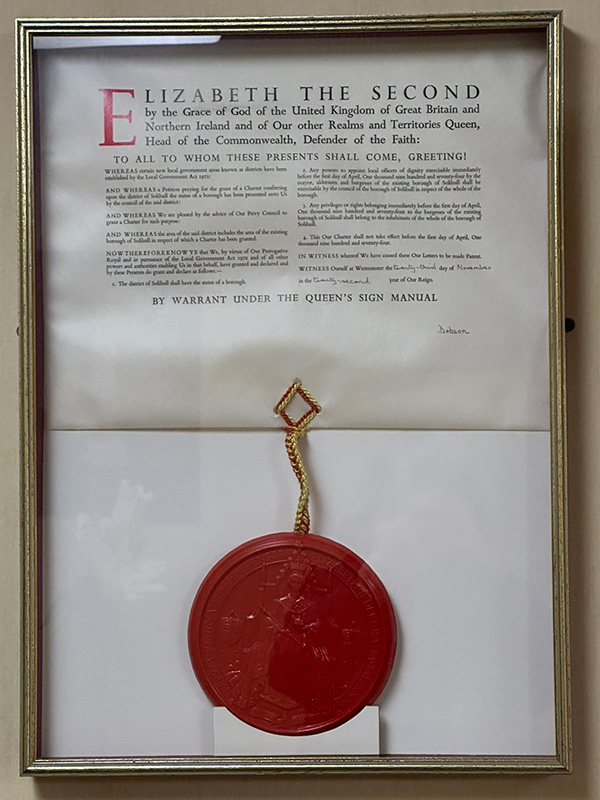 ELIZABETH THE SECOND
by the Grace of God of the United Kingdom of Great Britain and
Northern Ireland and of Our other Realms and Territories Queen,
Head of the Commonwealth, Defender of the Faith:
TO ALL TO WHOM THESE PRESENTS SHALL COME, GREETING!
WHEREAS certain new local government areas known as districts have been
established by the Local Government Act 1972:
AND WHEREAS a Petition praying for the grant of a Charter conferring
upon the district of Solihull the status of a borough has been presented unto Us
by the council of the said district:
AND WHEREAS We are pleased by the advice of Our Privy Council to
grant a Charter for such purpose:
AND WHEREAS the area of the said district includes the area of the existing
borough of Solihull in respect of which a Charter has been granted.
NOW THEREFORE KNOW YE that We, by virtue of Our Prerogative
Royal and in pursuance of the Local Government Act 1972 and of all other
powers and authorities enabling Us in that behalf, have granted and declared and
by these Presents do grant and declare as follows:—
1. The district of Solihull shall have the status of a borough.
2. Any powers to appoint local officers of dignity exercisable immediately
before the first day of April, One thousand nine hundred and seventy-four by the
mayor, aldermen and burgesses of the existing borough of Solihull shall be
exercisable by the council of the borough of Solihull in respect of the whole of the
borough.
3. Any privileges or rights belonging immediately before the first day of April,
One thousand nine hundred and seventy-four to the burgesses of the existing
borough of Solihull shall belong to the inhabitants of the whole of the borough of
Solihull.
4. This Our Charter shall not take effect before the first day of April, One
thousand nine hundred and seventy-four.
IN WITNESS whereof We have caused these Our Letters to be made Patent.
WITNESS Ourself at Westminster the twenty-third day of November
in the twenty-second year of Our Reign.
BY WARRANT UNDER THE QUEEN'S SIGN MANUAL
Dobson